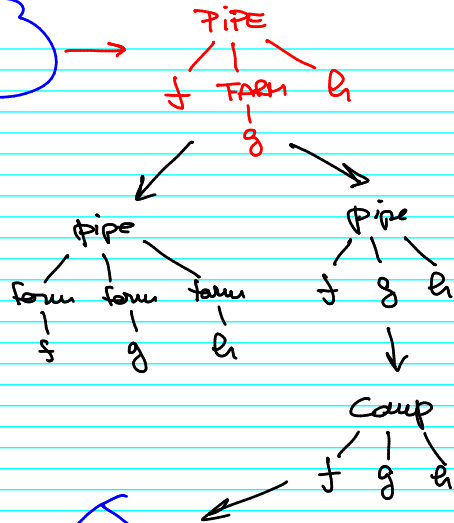 PIPE
f FARM h
g
pipe
pipe
farm farm farm
f g h
f g h
Comp
f g h